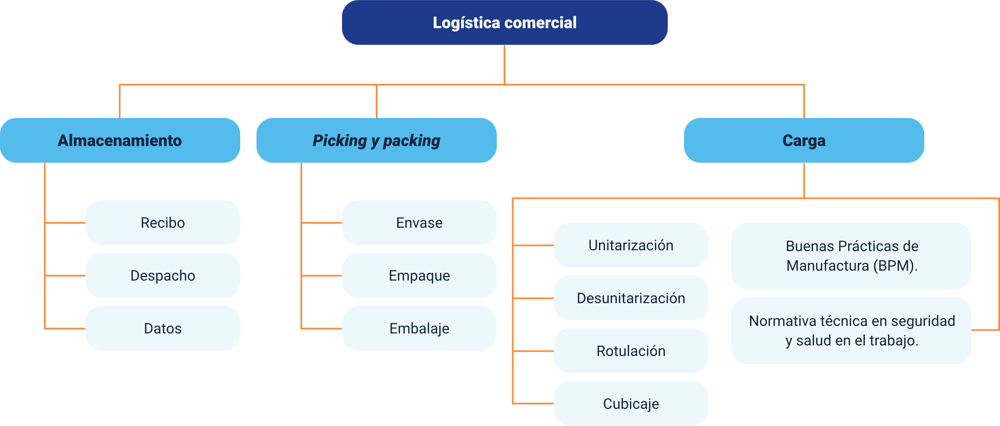 Logística comercial
Almacenamiento
Picking y packing
Carga
Recibo
Despacho
Datos
Envase
Empaque
Embalaje
Unitarización
Desunitarización
Rotulación
Cubicaje
Buenas Prácticas de
Manufactura (BPM).
Normativa técnica en seguridad
y salud en el trabajo.